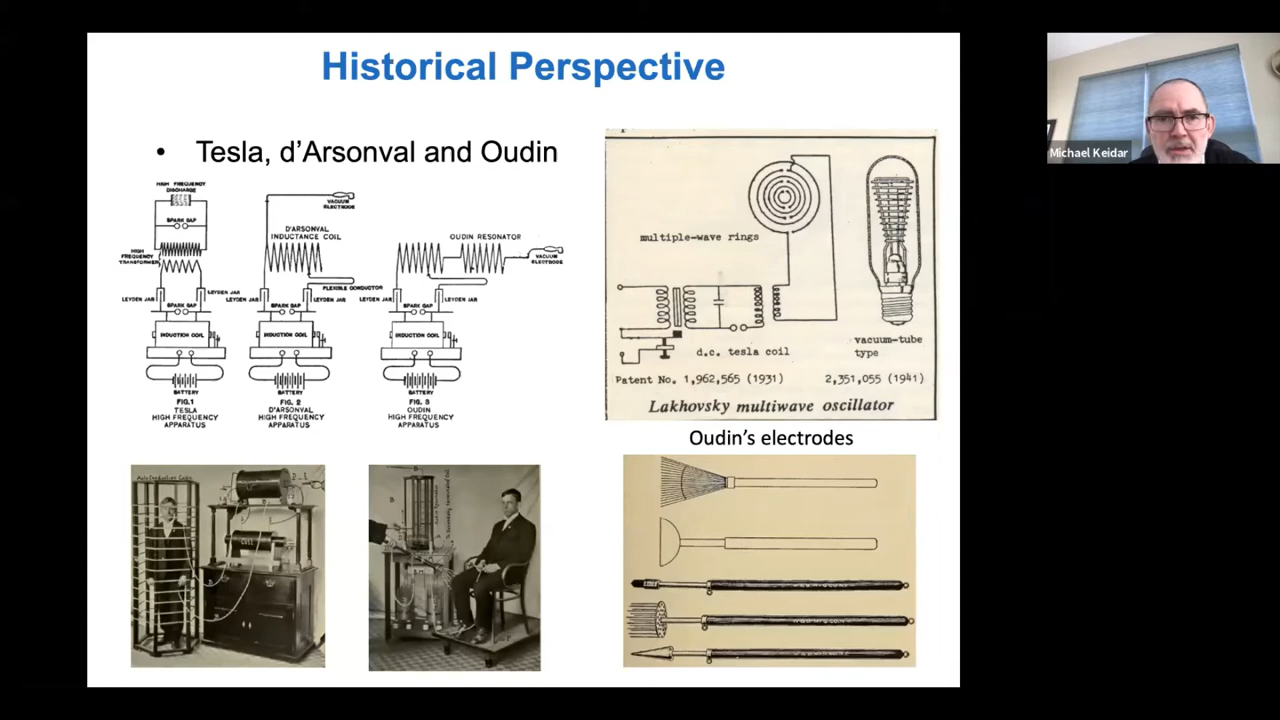 Historical Perspective
• Tesla, d'Arsonval and Oudin
HIGH FREQUENCY
DISCHARGE
SPARK GAP
HIGH
FREQUENCY
TRANSFORMER
LEYDEN JAR
LEYDEN JAR
SPARK GAP
INDUCTION COIL
BATTERY
FIG. 1
TESLA
HIGH FREQUENCY
APPARATUS
VACUUM
ELECTRODE
D'ARSONVAL
INDUCTANCE COIL
FLEXIBLE CONDUCTOR
LEYDEN JAR
LEYDEN JAR
SPARK GAP
INDUCTION COIL
BATTERY
FIG. 2
D'ARSONVAL
HIGH FREQUENCY
APPARATUS
OUDIN RESONATOR
VACUUM
ELECTRODE
LEYDEN JAR
LEYDEN JAR
SPARK GAP
INDUCTION COIL
BATTERY
FIG. 3
OUDIN
HIGH FREQUENCY
APPARATUS
multiple-wave rings
d.c. tesla coil
vacuum-tube
type
Patent No. 1,962,565 (1931)
2,351,055 (1941)
Lakhovsky multiwave oscillator
Oudin's electrodes
COIL
Michael Keidar